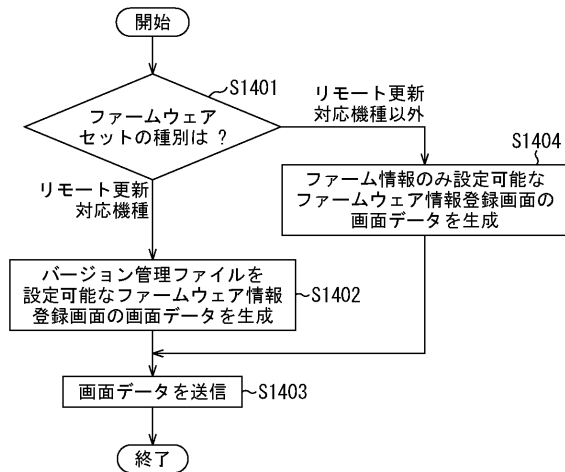 開始
S1401
ファームウェア
セットの種別は ?
リモート更新
対応機種以外
S1404
リモート更新
対応機種
ファーム情報のみ設定可能な
ファームウェア情報登録画面の
画面データを生成
バージョン管理ファイルを
設定可能なファームウェア情報
登録画面の画面データを生成
S1402
画面データを送信
S1403
終了